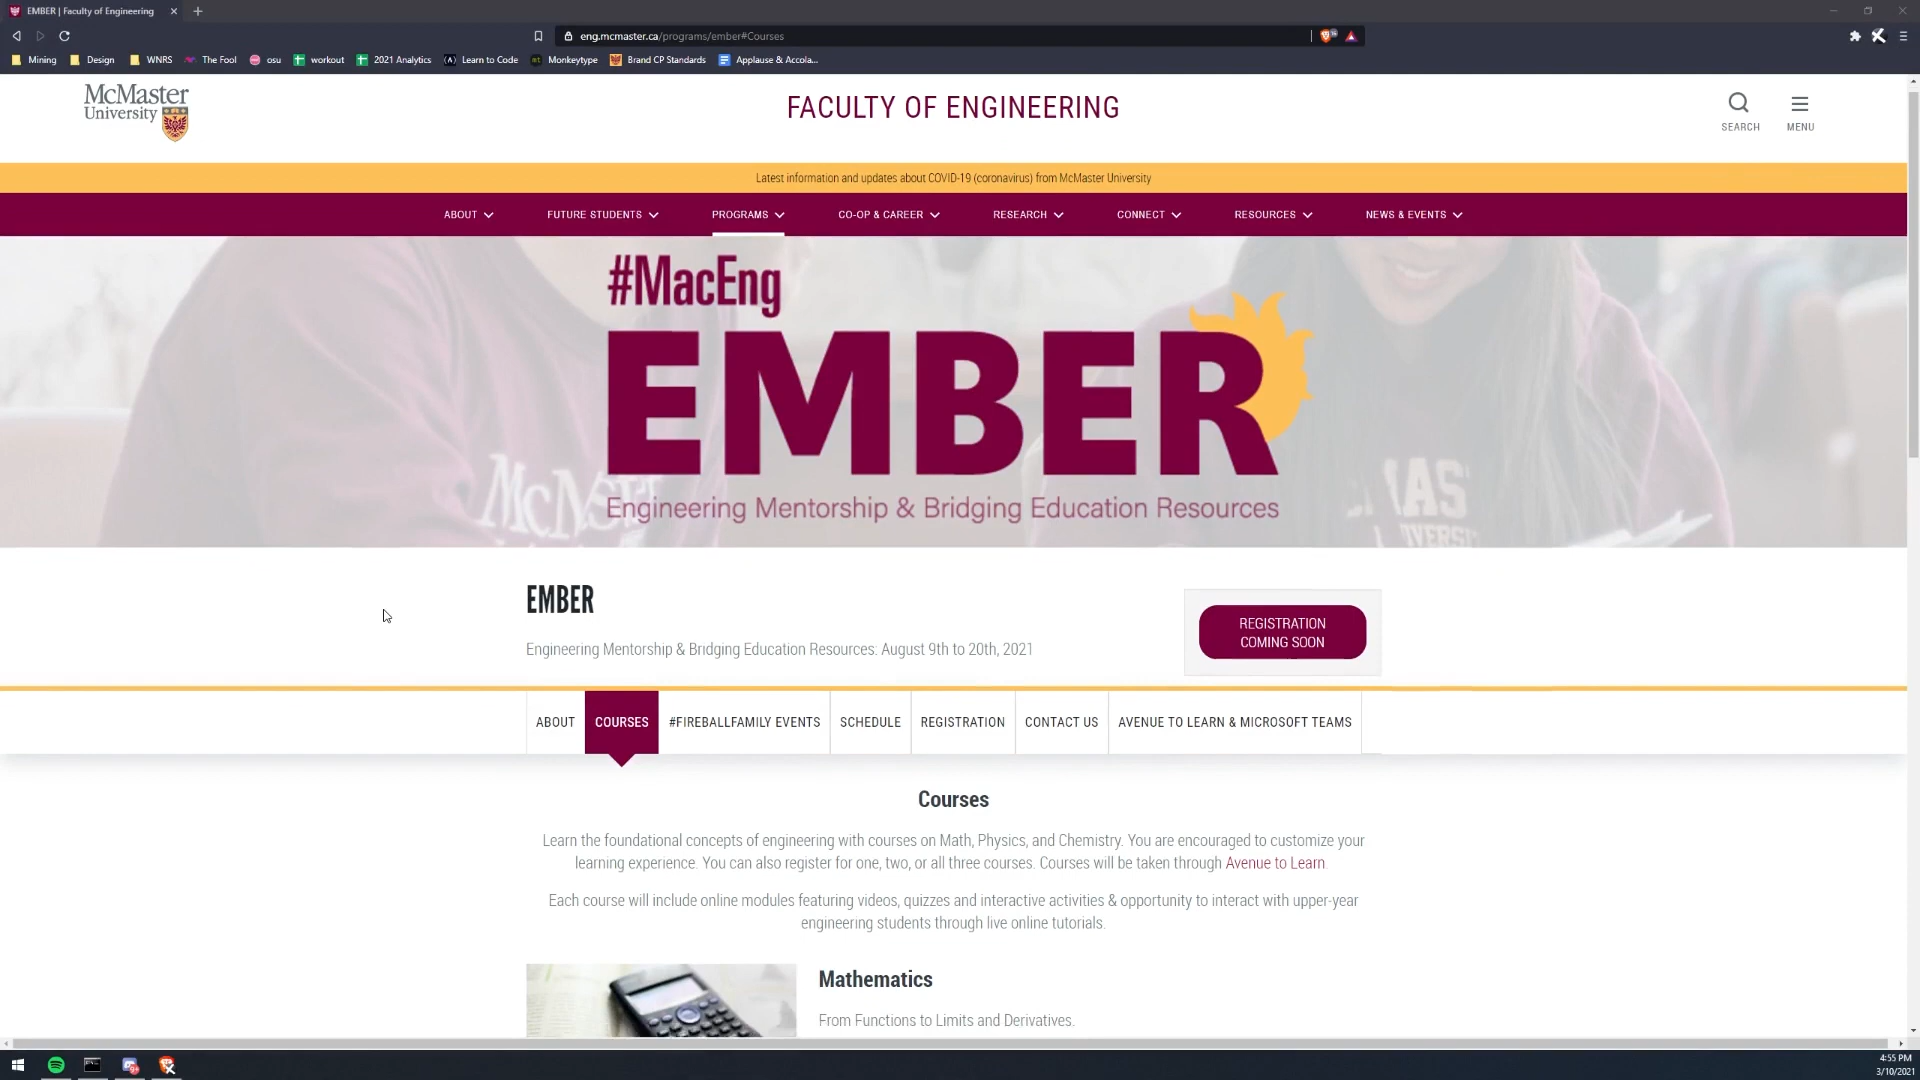 EMBER | Faculty of Engineering
eng.mcmaster.ca/programs/ember#Courses
Mining
Design
WNRS
The Fool
osu
workout
2021 Analytics
Learn to Code
Monkeytype
Brand CP Standards
Applause & Accola...
McMaster
University
FACULTY OF ENGINEERING
SEARCH
MENU
Latest information and updates about COVID-19 (coronavirus) from McMaster University
ABOUT
FUTURE STUDENTS
PROGRAMS
CO-OP & CAREER
RESEARCH
CONNECT
RESOURCES
NEWS & EVENTS
#MacEng
EMBER
Engineering Mentorship & Bridging Education Resources
EMBER
Engineering Mentorship & Bridging Education Resources: August 9th to 20th, 2021
REGISTRATION
COMING SOON
ABOUT
COURSES
#FIREBALLFAMILY EVENTS
SCHEDULE
REGISTRATION
CONTACT US
AVENUE TO LEARN & MICROSOFT TEAMS
Courses
Learn the foundational concepts of engineering with courses on Math, Physics, and Chemistry. You are encouraged to customize your
learning experience. You can also register for one, two, or all three courses. Courses will be taken through Avenue to Learn.
Each course will include online modules featuring videos, quizzes and interactive activities & opportunity to interact with upper-year
engineering students through live online tutorials.
Mathematics
From Functions to Limits and Derivatives.
4:55 PM
3/10/2021